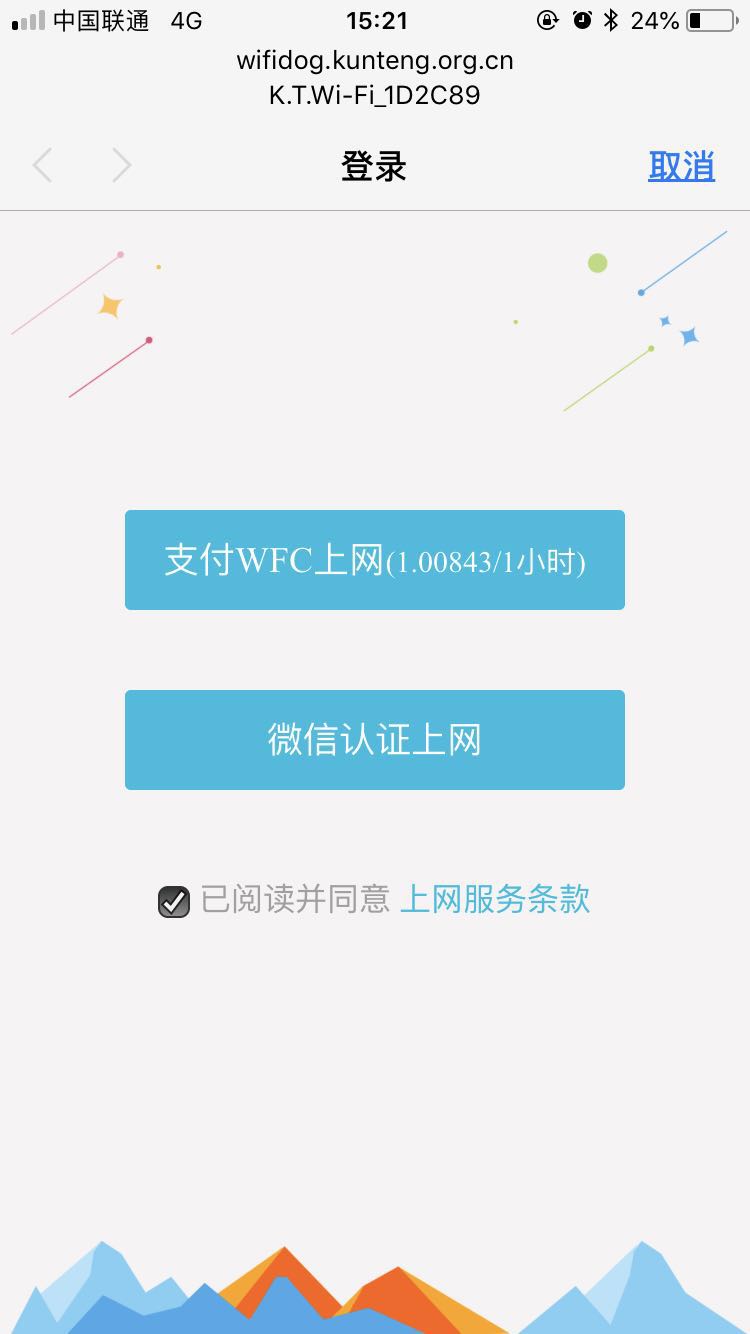 中国联通 4G 15:21 24%
wifidog.kunteng.org.cn
K.T.Wi-Fi_1D2C89
登录 取消
支付WFC上网(1.00843/1小时)
微信认证上网
已阅读并同意 上网服务条款